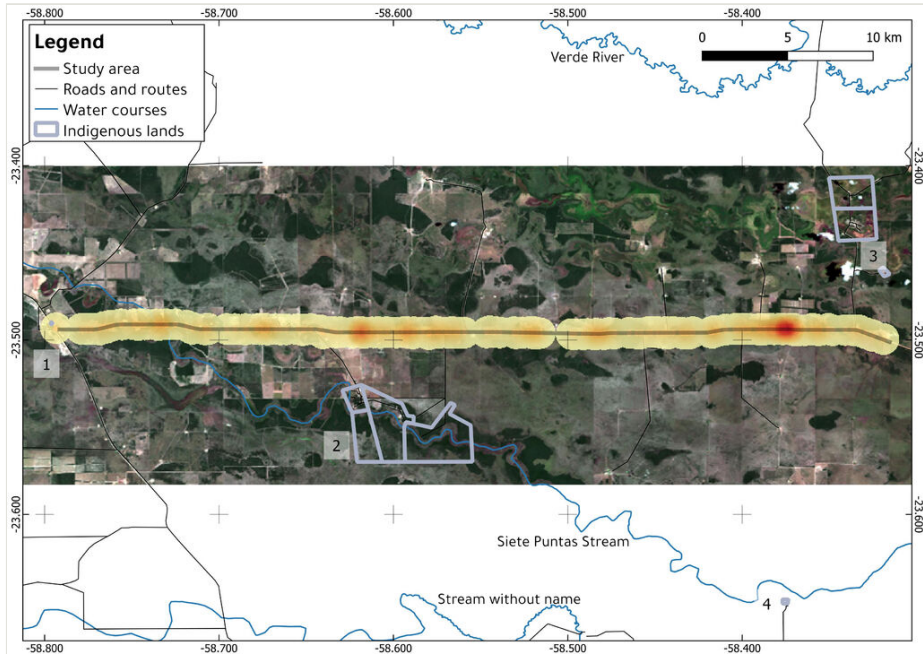 -58.800 -58.700 -58.600 -58.500 -58.400
Legend
Study area
Roads and routes
Water courses
Indigenous lands
Verde River
0 5 10 km
-23.400 -23.400
3
-23.500 -23.500
1
2
-23.600 -23.600
Siete Puntas Stream
Stream without name
4
-58.800 -58.700 -58.600 -58.500 -58.400